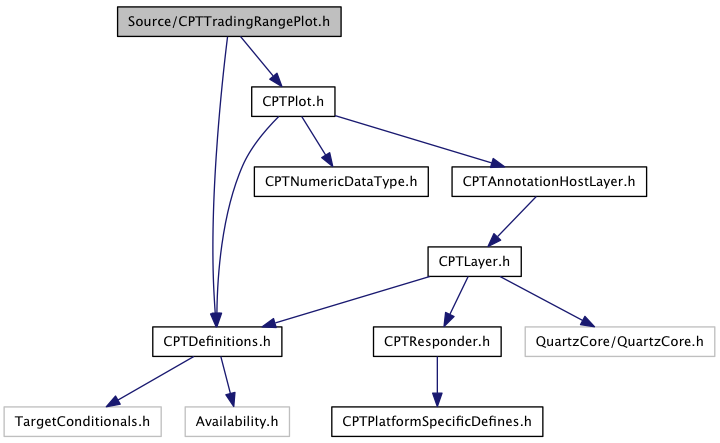 Source/CPTTradingRangePlot.h
CPTPlot.h
CPTNumericDataType.h
CPTAnnotationHostLayer.h
CPTLayer.h
CPTDefinitions.h
CPTResponder.h
QuartzCore/QuartzCore.h
TargetConditionals.h
Availability.h
CPTPlatformSpecificDefines.h